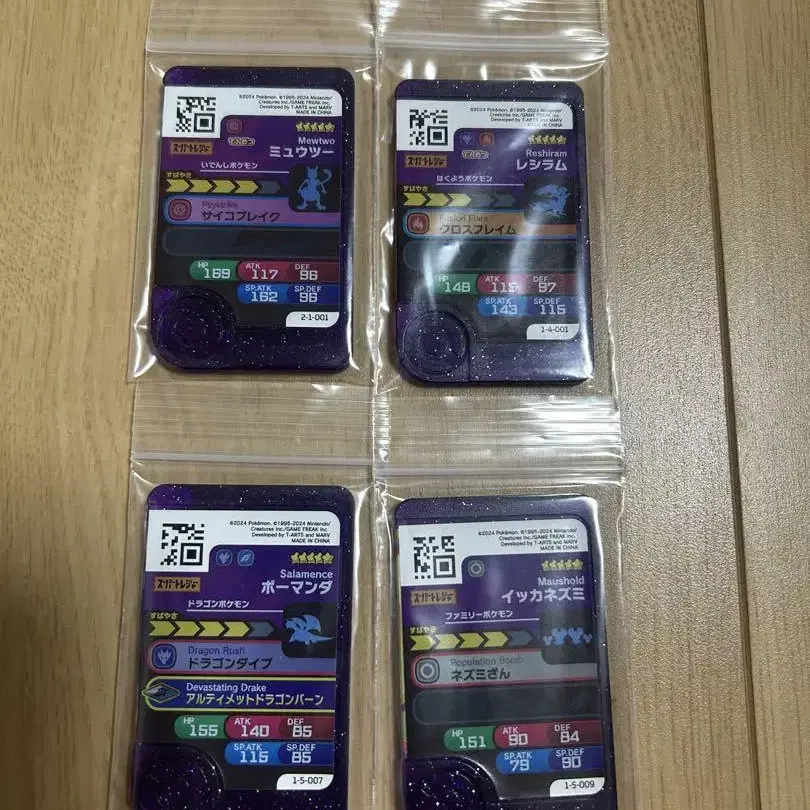 ©2024 Pokémon. ©1995-2024 Nintendo/
Creatures Inc./GAME FREAK inc.
Developed by T-ARTS and MARV
MADE IN CHINA
Mewtwo
スーパートレジャー
ミュウツー
いでんしポケモン
すばやさ
Psystrike
サイコブレイク
HP 169
ATK 117
DEF 96
SP.ATK 162
SP.DEF 96
2-1-001
©2024 Pokémon. ©1995-2024 Nintendo/
Creatures Inc./GAME FREAK inc.
Developed by T-ARTS and MARV
MADE IN CHINA
Reshiram
スーパートレジャー
レシラム
はくようポケモン
すばやさ
Fusion Flare
クロスフレイム
HP 148
ATK 115
DEF 97
SP.ATK 143
SP.DEF 115
1-4-001
©2024 Pokémon. ©1995-2024 Nintendo/
Creatures Inc./GAME FREAK inc.
Developed by T-ARTS and MARV
MADE IN CHINA
Salamence
スーパートレジャー
ボーマンダ
ドラゴンポケモン
すばやさ
Dragon Rush
ドラゴンダイブ
Devastating Drake
アルティメットドラゴンバーン
HP 155
ATK 140
DEF 85
SP.ATK 115
SP.DEF 85
1-5-007
©2024 Pokémon. ©1995-2024 Nintendo/
Creatures Inc./GAME FREAK inc.
Developed by T-ARTS and MARV
MADE IN CHINA
Maushold
スーパートレジャー
イッカネズミ
ファミリーポケモン
すばやさ
Population Bomb
ネズミざん
HP 151
ATK 90
DEF 84
SP.ATK 79
SP.DEF 90
1-5-009